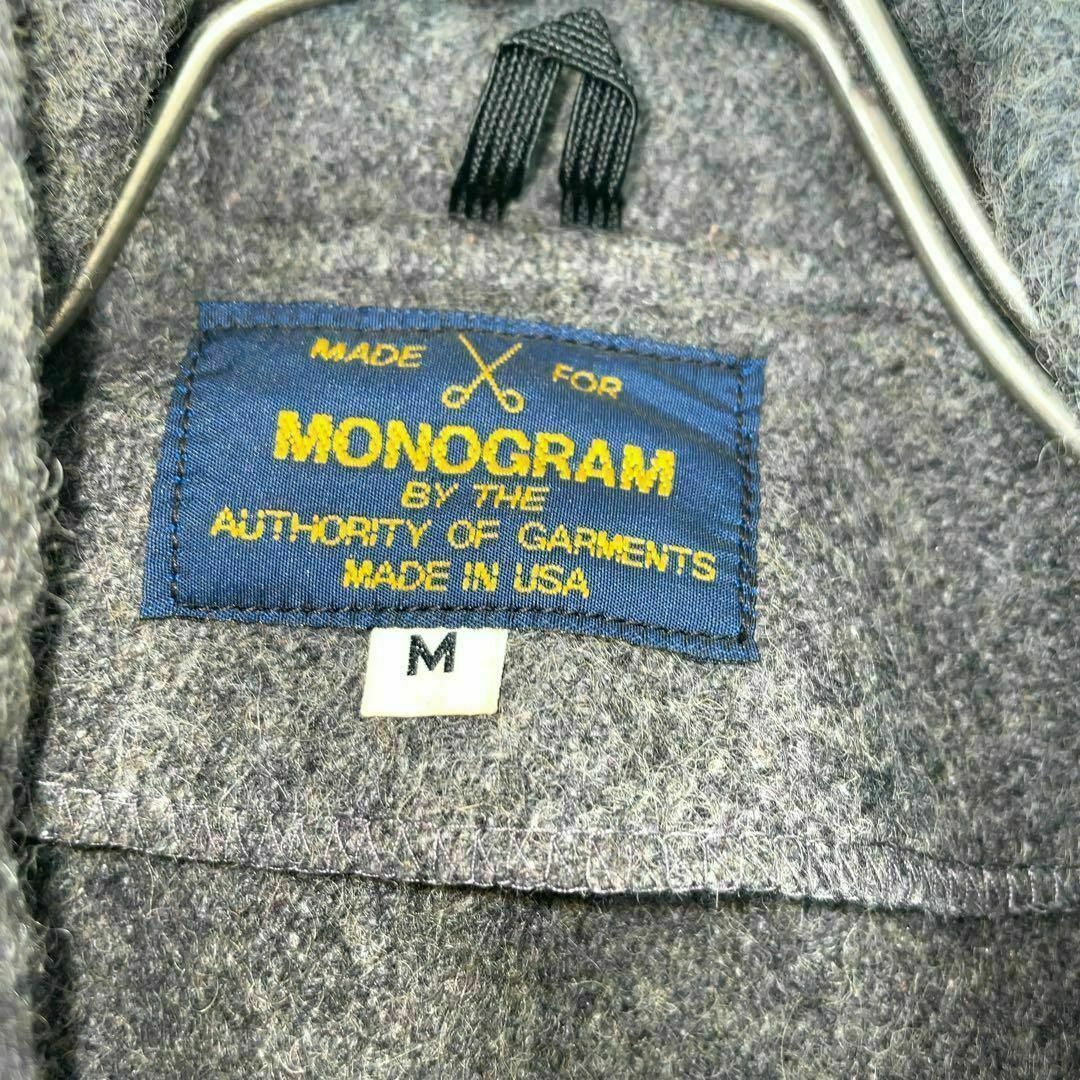 MADE FOR
MONOGRAM
BY THE
AUTHORITY OF GARMENTS
MADE IN USA
M